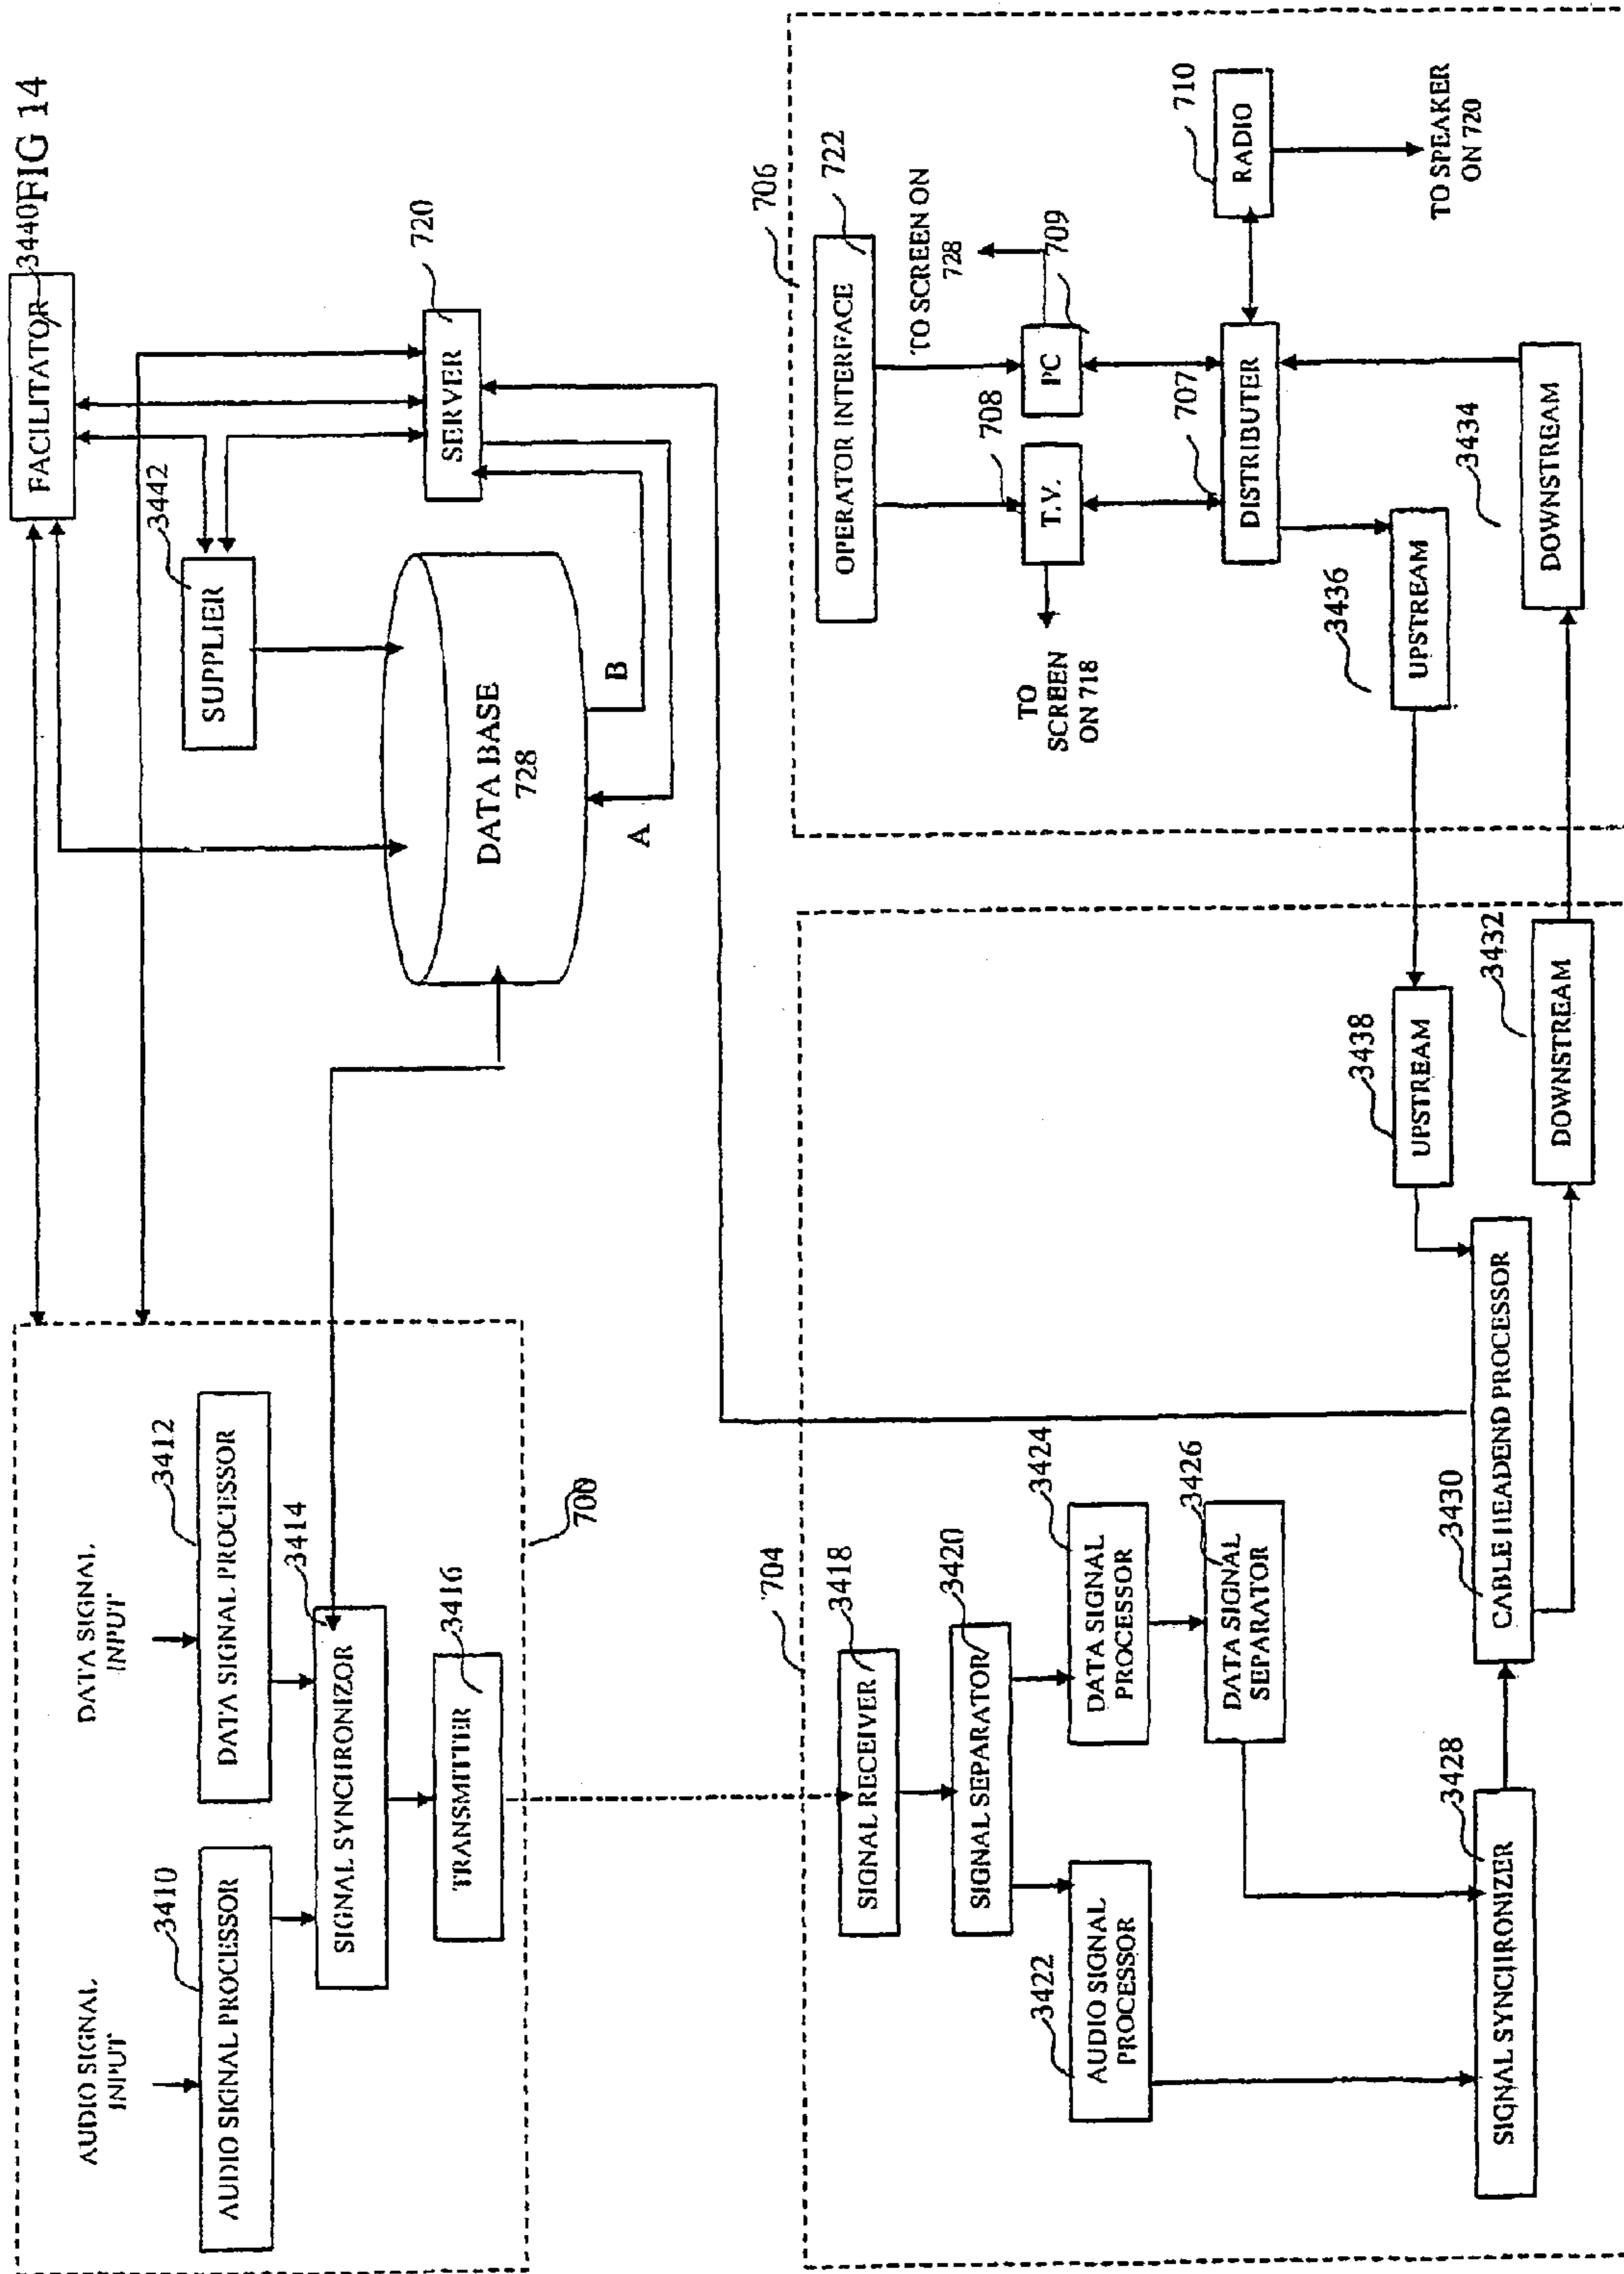 FIG 14
AUDIO SIGNAL
INPUT
DATA SIGNAL
INPUT
3410
AUDIO SIGNAL PROCESSOR
3412
DATA SIGNAL PROCESSOR
3414
SIGNAL SYNCHRONIZOR
3416
TRANSMITTER
700
3440
FACILITATOR
3442
SUPPLIER
DATA BASE
728
720
SERVER
A
B
704
3418
SIGNAL RECEIVER
3420
SIGNAL SEPARATOR
3422
AUDIO SIGNAL
PROCESSOR
3424
DATA SIGNAL
PROCESSOR
3426
DATA SIGNAL
SEPARATOR
3428
SIGNAL SYNCHRONIZER
3430
CABLE HEADEND PROCESSOR
3438
UPSTREAM
3432
DOWNSTREAM
706
722
OPERATOR INTERFACE
TO SCREEN ON
728
708
T.V.
709
PC
TO
SCREEN
ON 718
707
DISTRIBUTER
710
RADIO
TO SPEAKER
ON 720
3436
UPSTREAM
3434
DOWNSTREAM